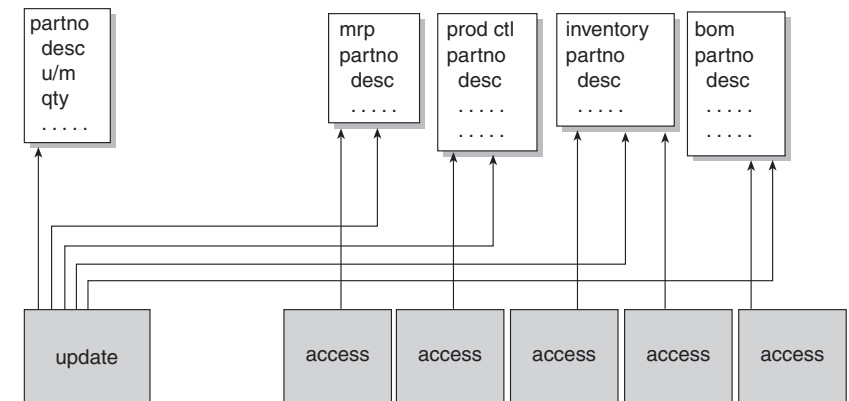 partno
desc
u/m
qty
. . . . .
mrp
partno
desc
. . . . .
prod ctl
partno
desc
. . . . .
. . . . .
inventory
partno
desc
. . . . .
bom
partno
desc
. . . . .
. . . . .
update
access
access
access
access
access